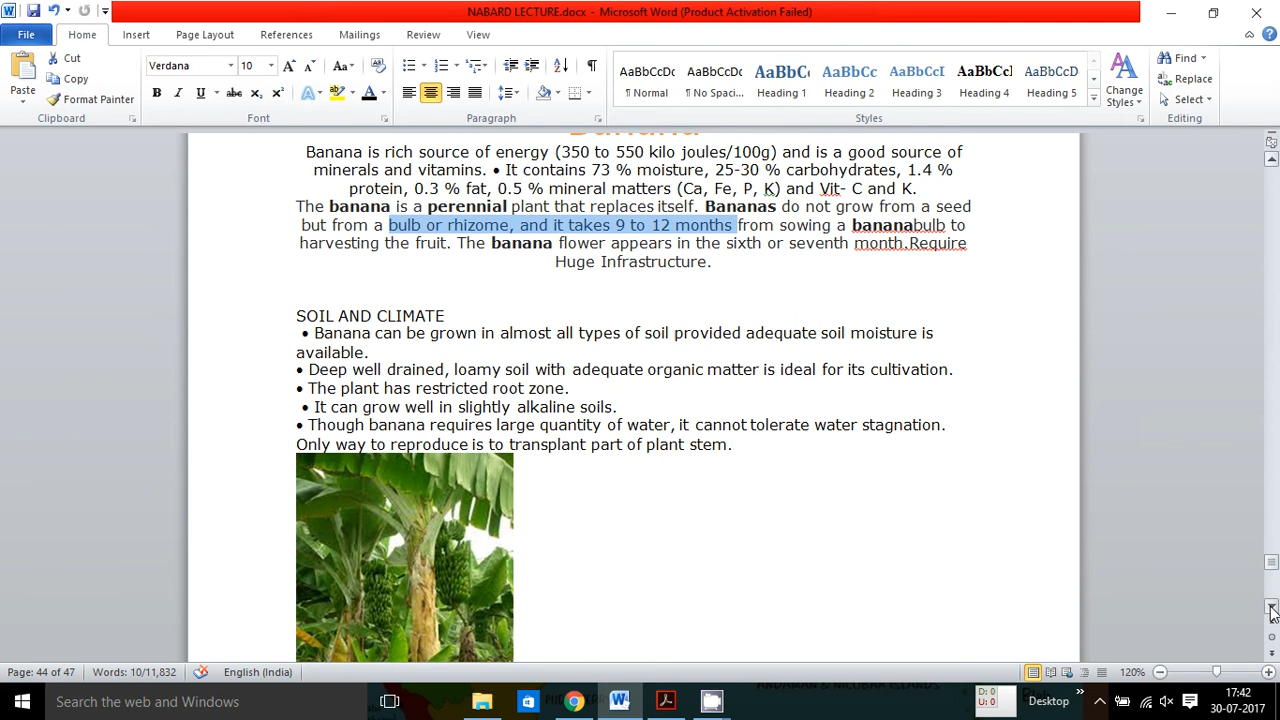 NABARD LECTURE.docx - Microsoft Word (Product Activation Failed)
File Home Insert Page Layout References Mailings Review View
Paste
Cut
Copy
Format Painter
Clipboard
Verdana 10
Font
Paragraph
AaBbCcDc AaBbCcDc AaBbCc AaBbCc AaBbCcI AaBbCcI AaBbCcDc
¶ Normal ¶ No Spaci... Heading 1 Heading 2 Heading 3 Heading 4 Heading 5
Change
Styles
Styles
Find
Replace
Select
Editing
Banana
Banana is rich source of energy (350 to 550 kilo joules/100g) and is a good source of
minerals and vitamins. • It contains 73 % moisture, 25-30 % carbohydrates, 1.4 %
protein, 0.3 % fat, 0.5 % mineral matters (Ca, Fe, P, K) and Vit- C and K.
The banana is a perennial plant that replaces itself. Bananas do not grow from a seed
but from a bulb or rhizome, and it takes 9 to 12 months from sowing a bananabulb to
harvesting the fruit. The banana flower appears in the sixth or seventh month.Require
Huge Infrastructure.
SOIL AND CLIMATE
• Banana can be grown in almost all types of soil provided adequate soil moisture is
available.
• Deep well drained, loamy soil with adequate organic matter is ideal for its cultivation.
• The plant has restricted root zone.
• It can grow well in slightly alkaline soils.
• Though banana requires large quantity of water, it cannot tolerate water stagnation.
Only way to reproduce is to transplant part of plant stem.
Page: 44 of 47 Words: 10/11,832 English (India) 120%
Search the web and Windows
D: 0
U: 0
Desktop
17:42
30-07-2017